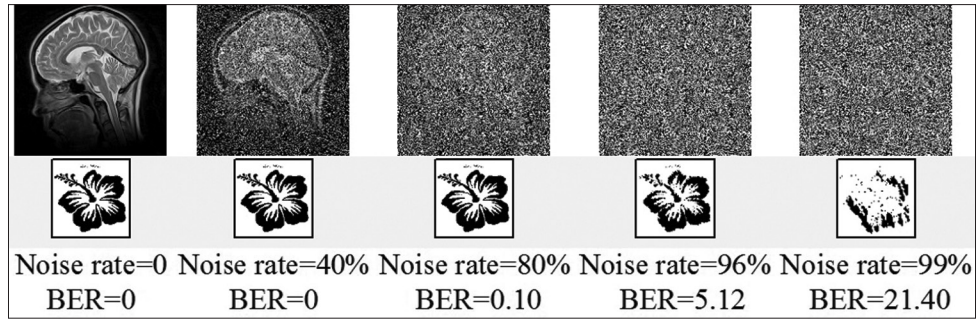 Noise rate=0 Noise rate=40% Noise rate=80% Noise rate=96% Noise rate=99%
BER=0 BER=0 BER=0.10 BER=5.12 BER=21.40